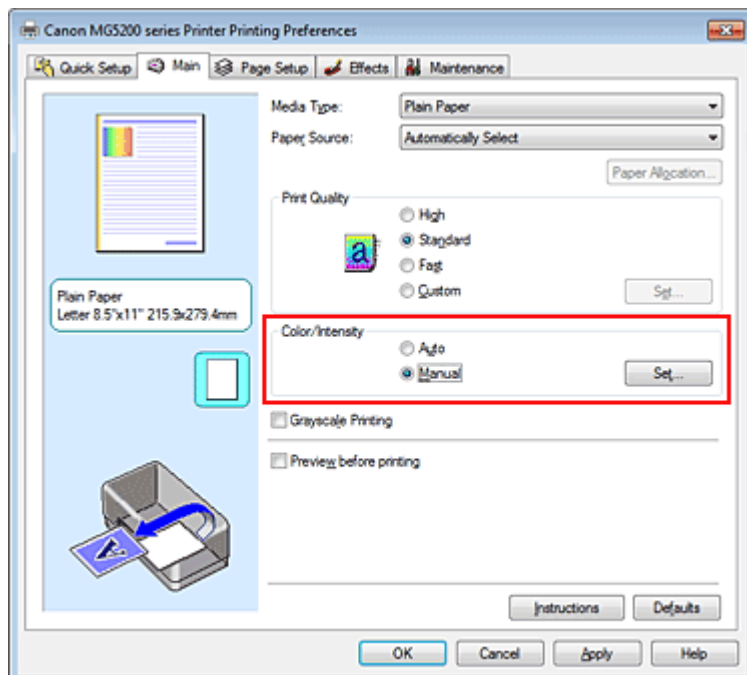 Canon MG5200 series Printer Printing Preferences
Quick Setup Main Page Setup Effects Maintenance
Media Type: Plain Paper
Paper Source: Automatically Select
Paper Allocation...
Print Quality
High
a Standard
Fast
Custom Set...
Plain Paper
Letter 8.5"x11" 215.9x279.4mm
Color/Intensity
Auto
Manual Set...
Grayscale Printing
Preview before printing
Instructions Defaults
OK Cancel Apply Help